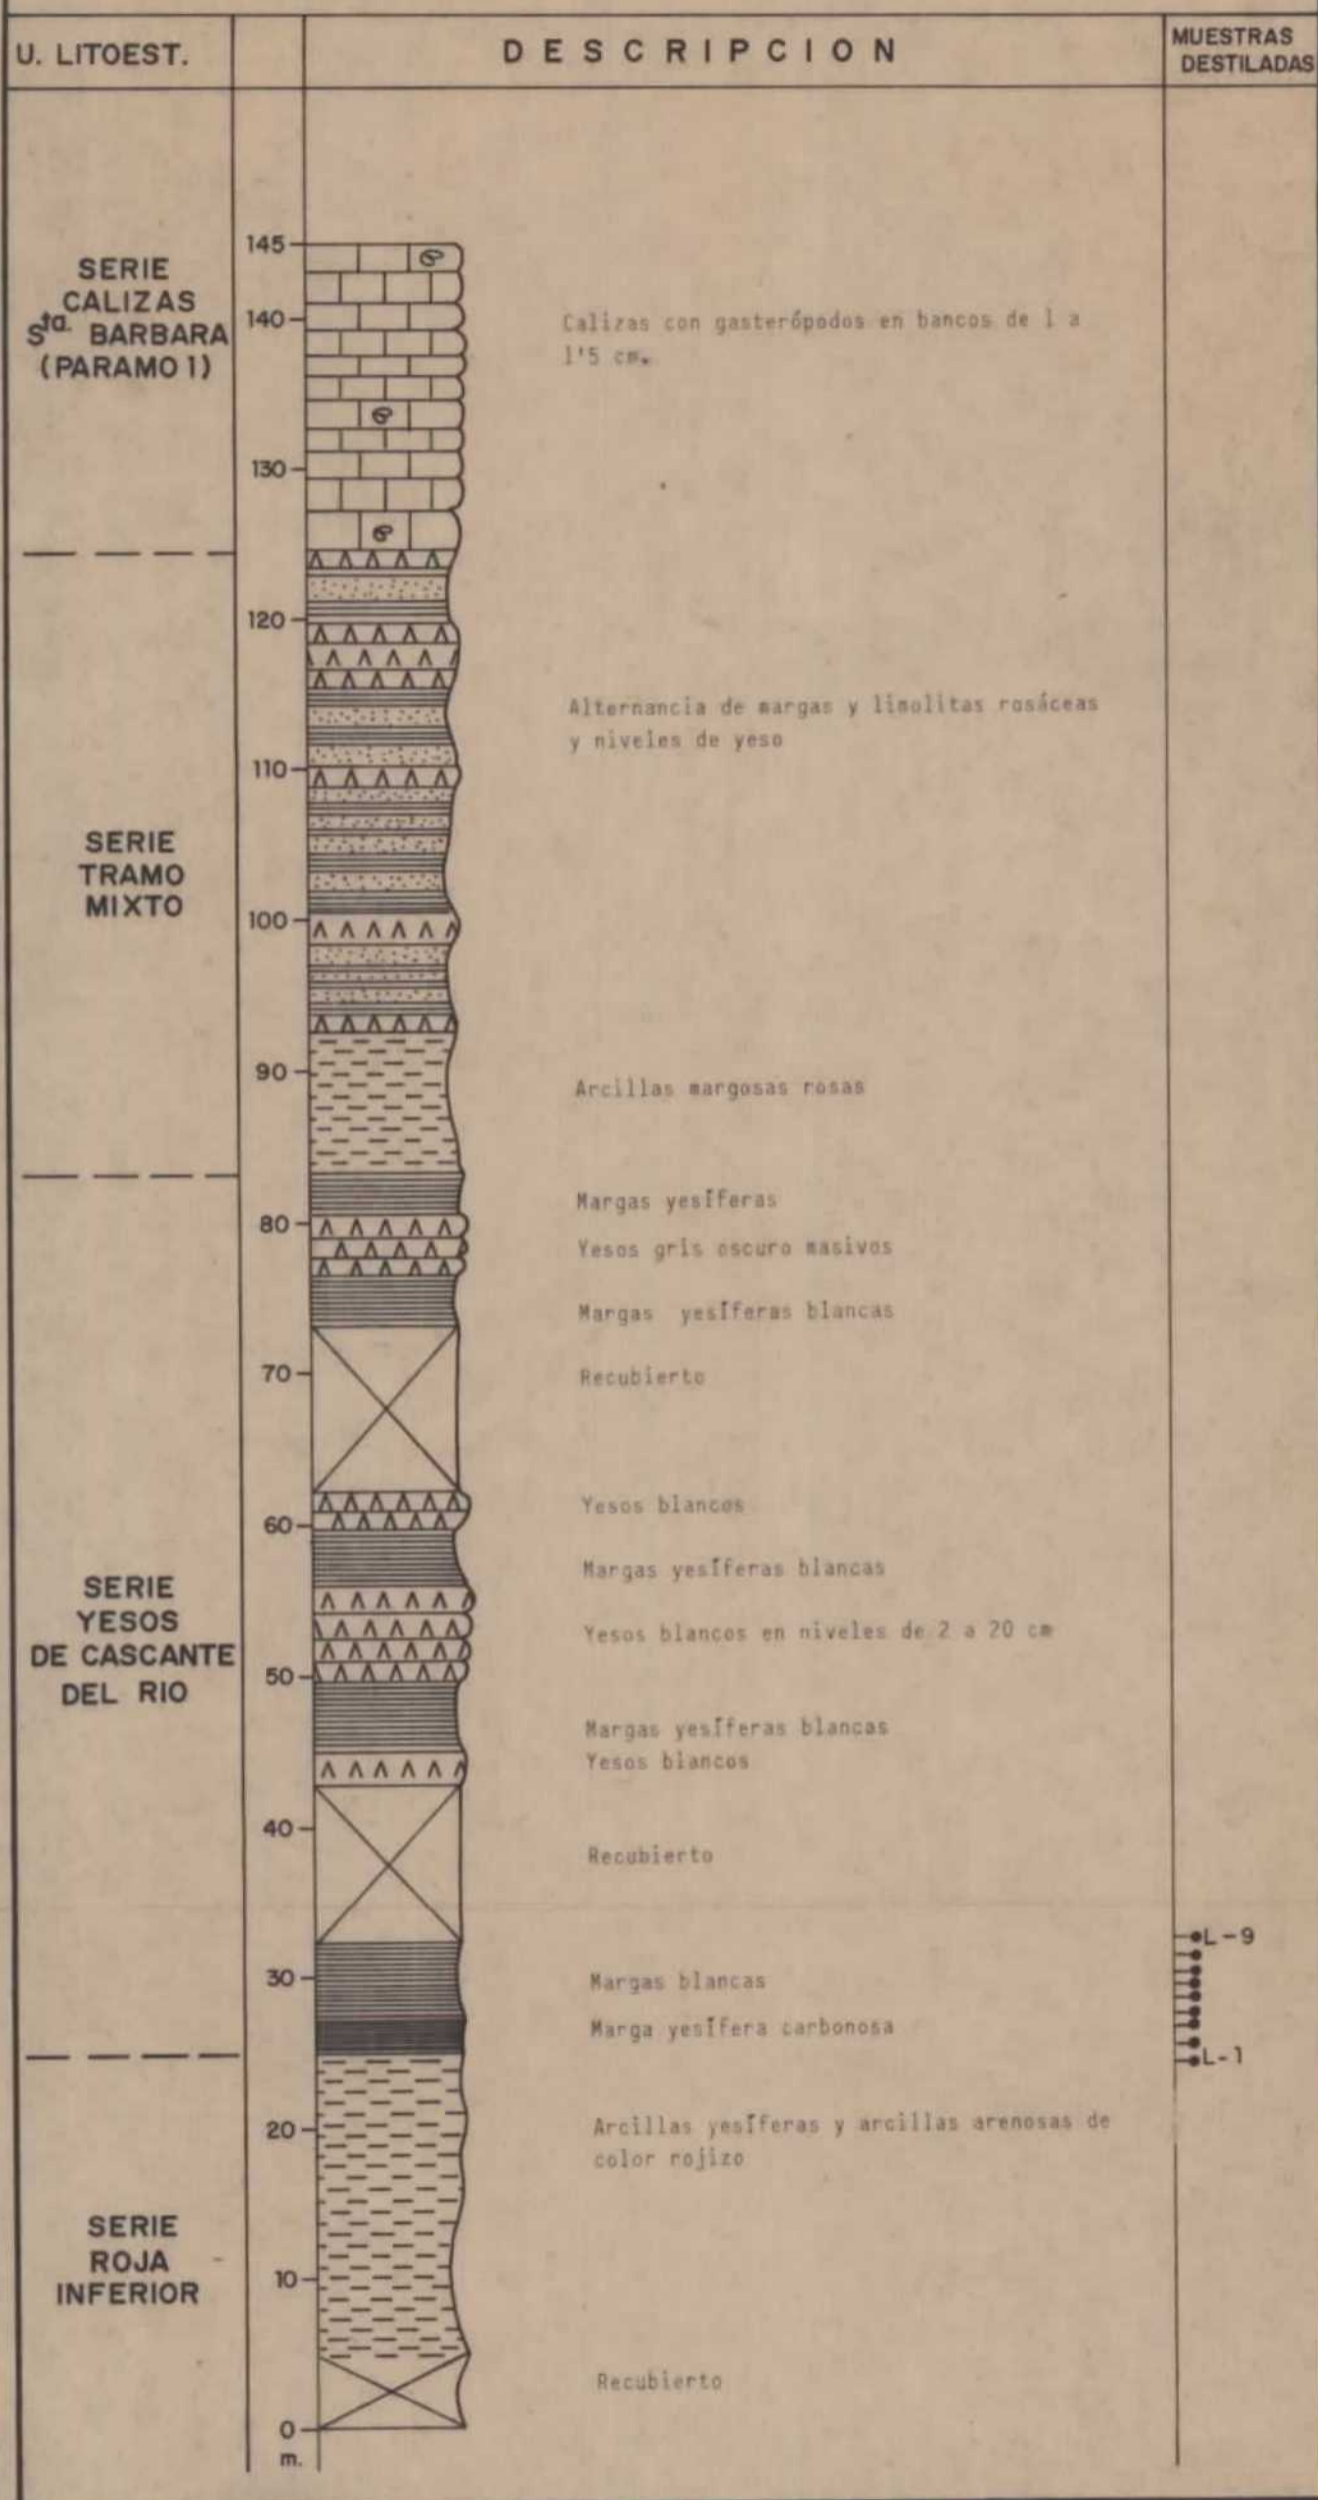 U. LITOEST.
DESCRIPCION
MUESTRAS
DESTILADAS
SERIE
CALIZAS
Sta. BARBARA
(PARAMO 1)
145
140
130
Calizas con gasterópodos en bancos de 1 a
1'5 cm.
120
110
100
90
SERIE
TRAMO
MIXTO
Alternancia de margas y limolitas rosáceas
y niveles de yeso
Arcillas margosas rosas
80
70
60
50
40
30
SERIE
YESOS
DE CASCANTE
DEL RIO
Margas yesíferas
Yesos gris oscuro masivos
Margas yesíferas blancas
Recubierto
Yesos blancos
Margas yesíferas blancas
Yesos blancos en niveles de 2 a 20 cm
Margas yesíferas blancas
Yesos blancos
Recubierto
Margas blancas
Marga yesífera carbonosa
L-9
L-1
20
10
0
m.
SERIE
ROJA
INFERIOR
Arcillas yesíferas y arcillas arenosas de
color rojizo
Recubierto